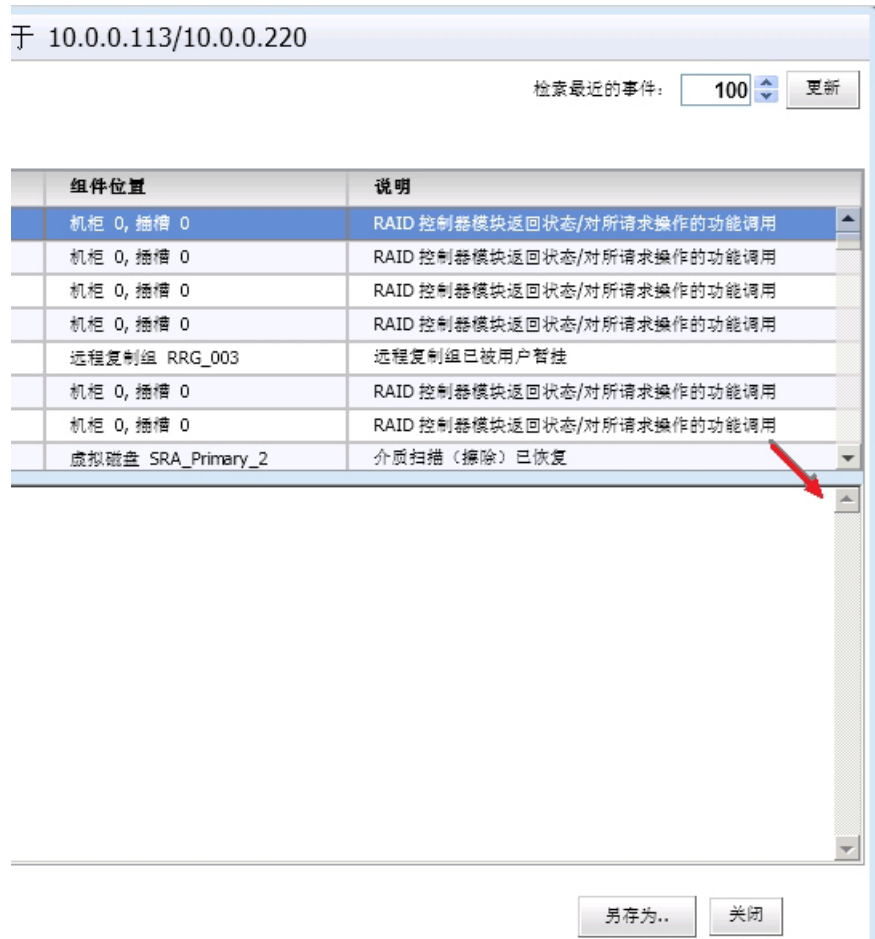 于 10.0.0.113/10.0.0.220
检索最近的事件： 100 更新
组件位置 说明
机柜 0, 插槽 0 RAID 控制器模块返回状态/对所请求操作的功能调用
机柜 0, 插槽 0 RAID 控制器模块返回状态/对所请求操作的功能调用
机柜 0, 插槽 0 RAID 控制器模块返回状态/对所请求操作的功能调用
机柜 0, 插槽 0 RAID 控制器模块返回状态/对所请求操作的功能调用
远程复制组 RRG_003 远程复制组已被用户暂挂
机柜 0, 插槽 0 RAID 控制器模块返回状态/对所请求操作的功能调用
机柜 0, 插槽 0 RAID 控制器模块返回状态/对所请求操作的功能调用
虚拟磁盘 SRA_Primary_2 介质扫描（擦除）已恢复
另存为.. 关闭